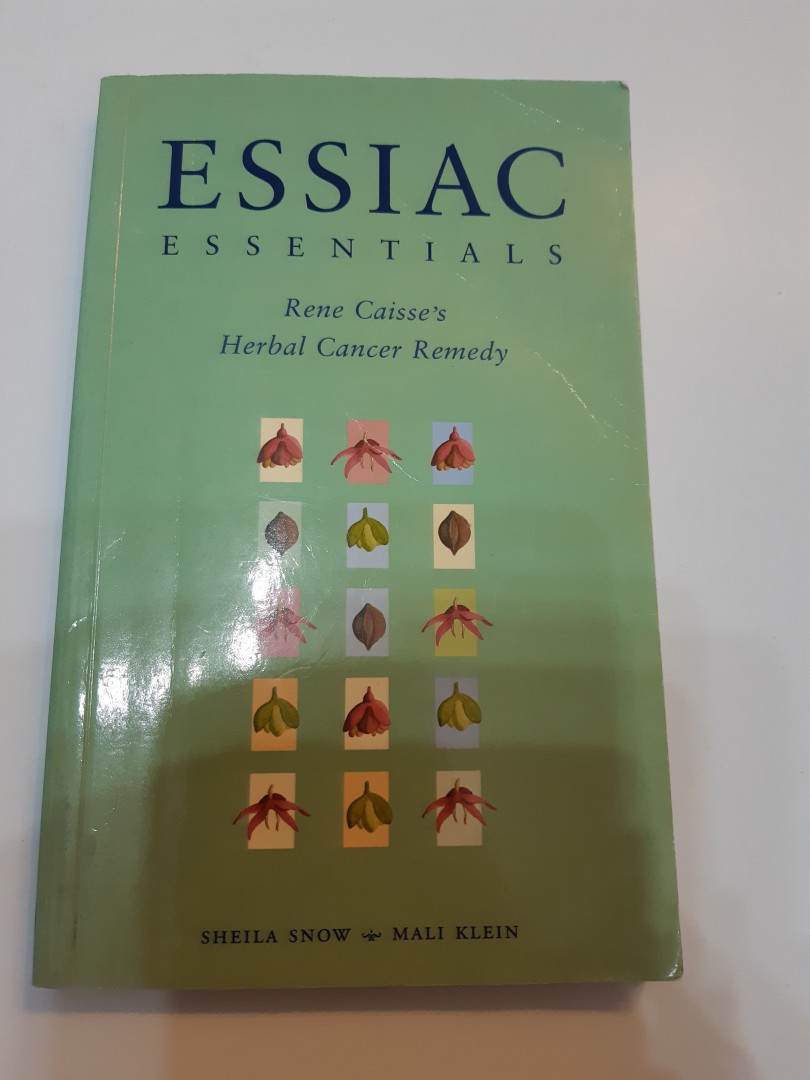 ESSIAC
ESSENTIALS
Rene Caisse's
Herbal Cancer Remedy
SHEILA SNOW MALI KLEIN